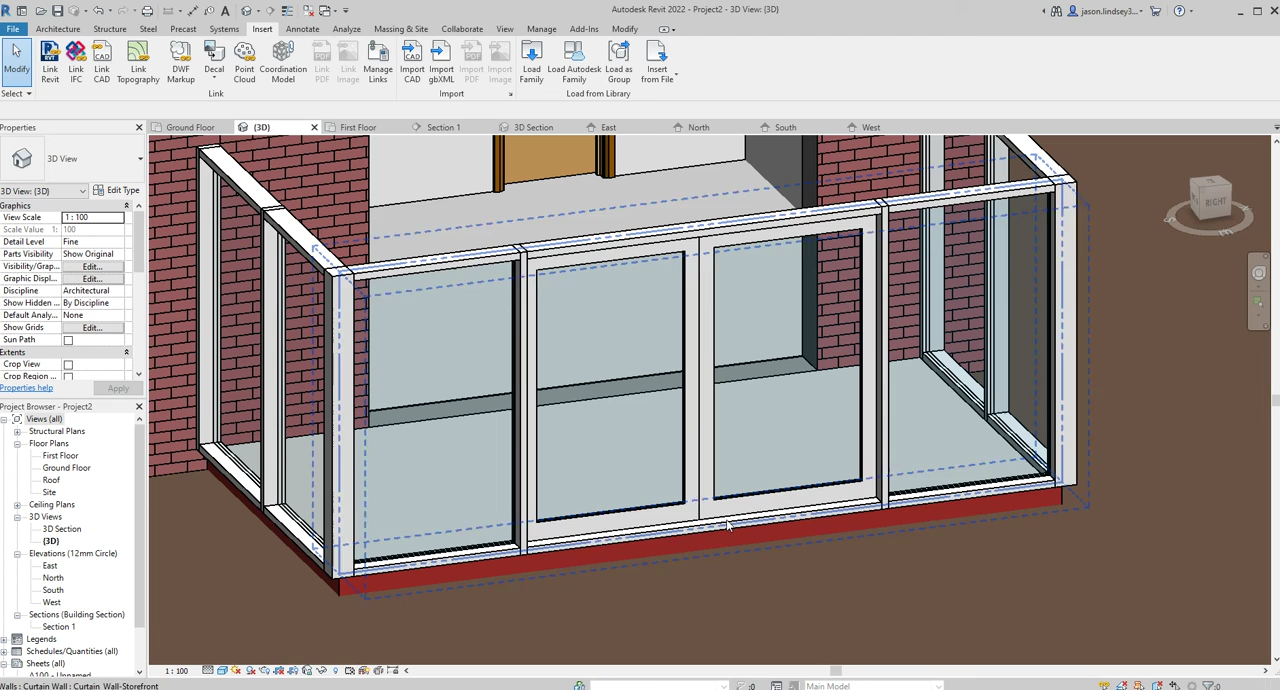 Autodesk Revit 2022 - Project2 - 3D View: {3D}
jason.lindsey3...
File Architecture Structure Steel Precast Systems Insert Annotate Analyze Massing & Site Collaborate View Manage Add-Ins Modify
Modify
Link Revit
Link IFC
Link CAD
Link Topography
DWF Markup
Decal
Point Cloud
Coordination Model
Link PDF
Link Image
Manage Links
Import CAD
Import gbXML
Import PDF
Import Image
Load Family
Load Autodesk Family
Load as Group
Insert from File
Select
Link
Import
Load from Library
Properties
Ground Floor
{3D}
First Floor
Section 1
3D Section
East
North
South
West
3D View
3D View: {3D}
Edit Type
Graphics
View Scale 1 : 100
Scale Value 1: 100
Detail Level Fine
Parts Visibility Show Original
Visibility/Grap... Edit...
Graphic Displ... Edit...
Discipline Architectural
Show Hidden ... By Discipline
Default Analy... None
Show Grids Edit...
Sun Path
Extents
Crop View
Crop Region ...
Properties help
Apply
Project Browser - Project2
Views (all)
Structural Plans
Floor Plans
First Floor
Ground Floor
Roof
Site
Ceiling Plans
3D Views
3D Section
{3D}
Elevations (12mm Circle)
East
North
South
West
Sections (Building Section)
Section 1
Legends
Schedules/Quantities (all)
Sheets (all)
A100 - Unnamed
RIGHT
1 : 100
Walls : Curtain Wall : Curtain Wall-Storefront
:0
Main Model
:0